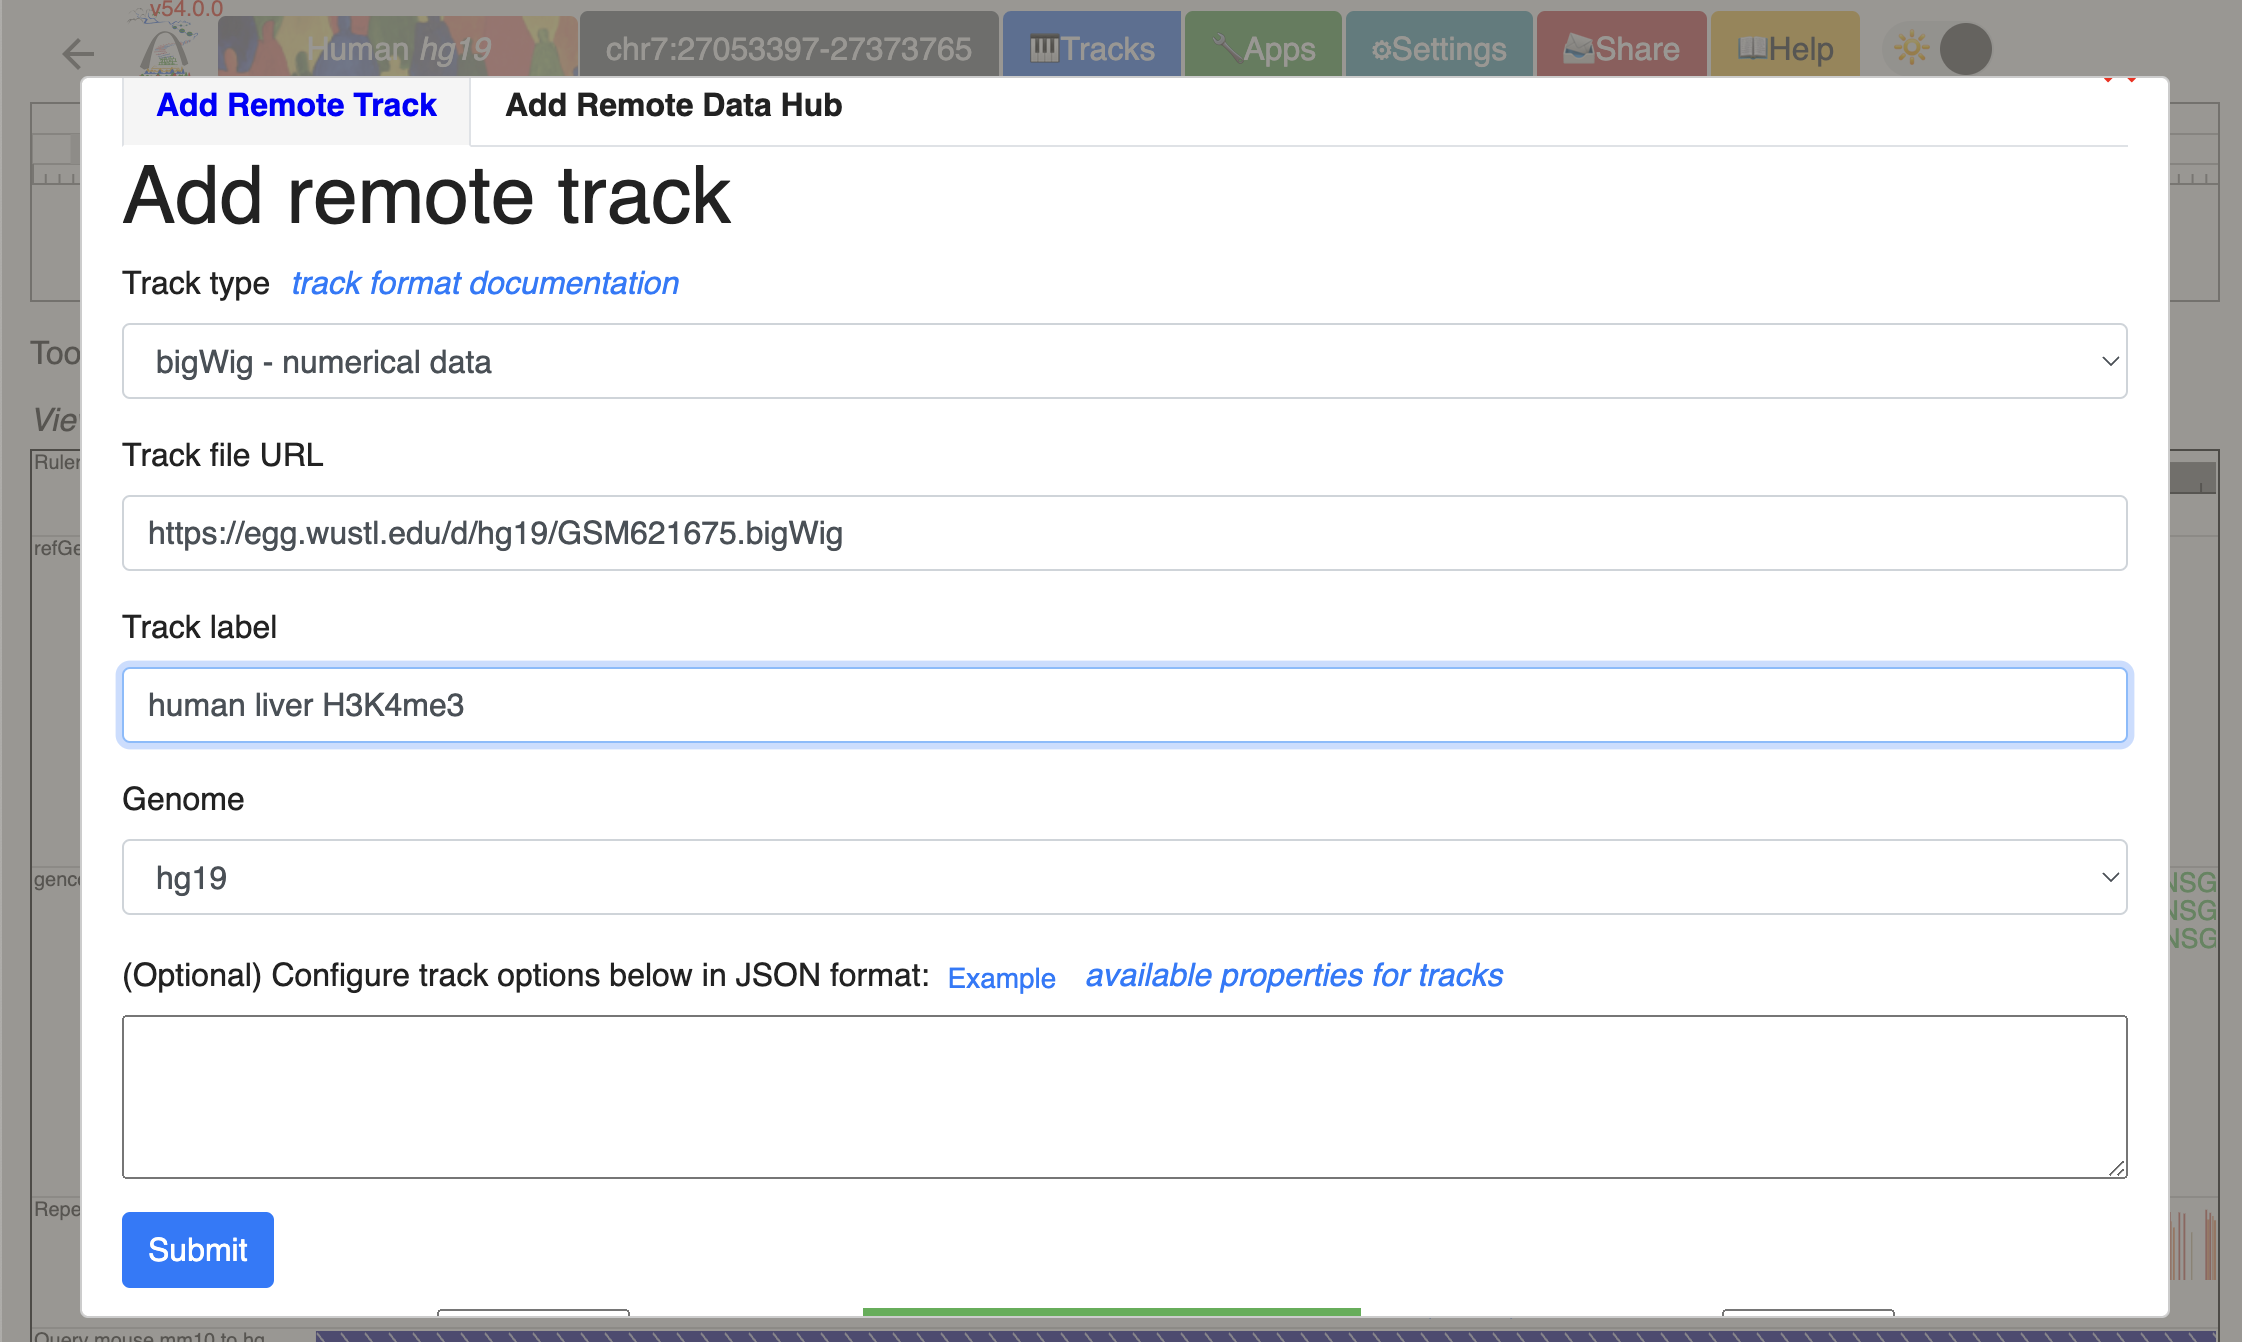 v54.0.0
Human hg19
chr7:27053397-27373765
Tracks
Apps
Settings
Share
Help
Add Remote Track
Add Remote Data Hub
Add remote track
Track type track format documentation
bigWig - numerical data
Too
Vie
Track file URL
Ruler
https://egg.wustl.edu/d/hg19/GSM621675.bigWig
refGe
Track label
human liver H3K4me3
Genome
hg19
genc
NSG
NSG
NSG
(Optional) Configure track options below in JSON format: Example available properties for tracks
Repe
Submit
Query mouse mm10 to hg